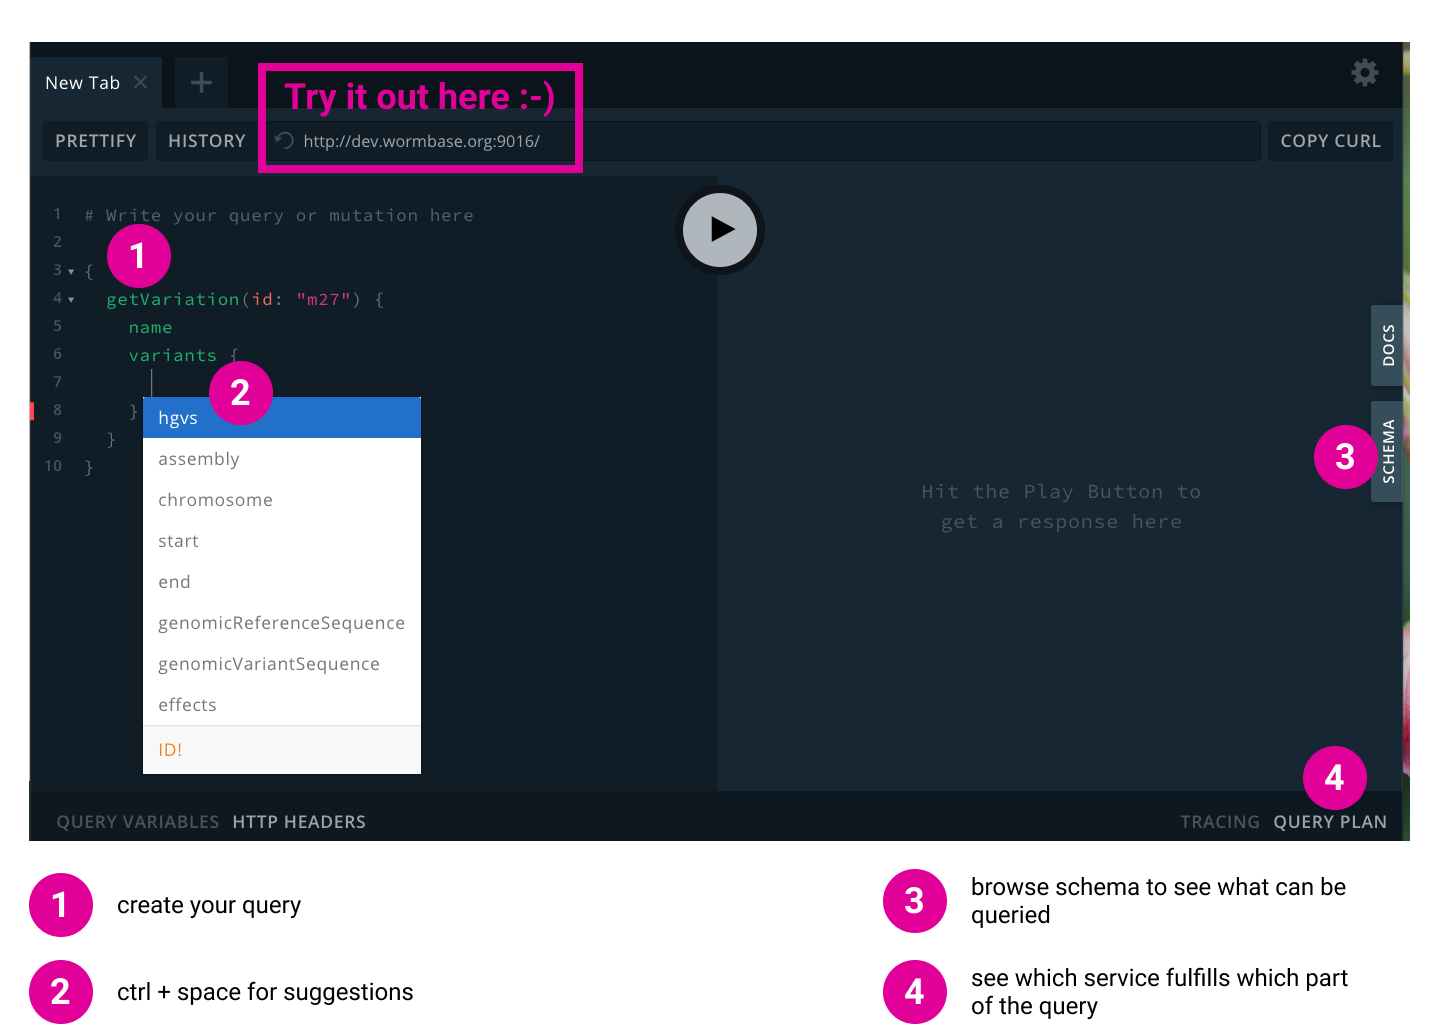 Try it out here :-)
New Tab
PRETTIFY
HISTORY
http://dev.wormbase.org:9016/
COPY CURL
1 # Write your query or mutation here
2
1
3 {
4 getVariation(id: "m27") {
5 name
6 variants {
7
2
8 }
9 }
10 }
hgvs
assembly
chromosome
start
end
genomicReferenceSequence
genomicVariantSequence
effects
ID!
Hit the Play Button to
get a response here
DOCS
SCHEMA
3
4
QUERY VARIABLES
HTTP HEADERS
TRACING
QUERY PLAN
1 create your query
2 ctrl + space for suggestions
3 browse schema to see what can be
queried
4 see which service fulfills which part
of the query